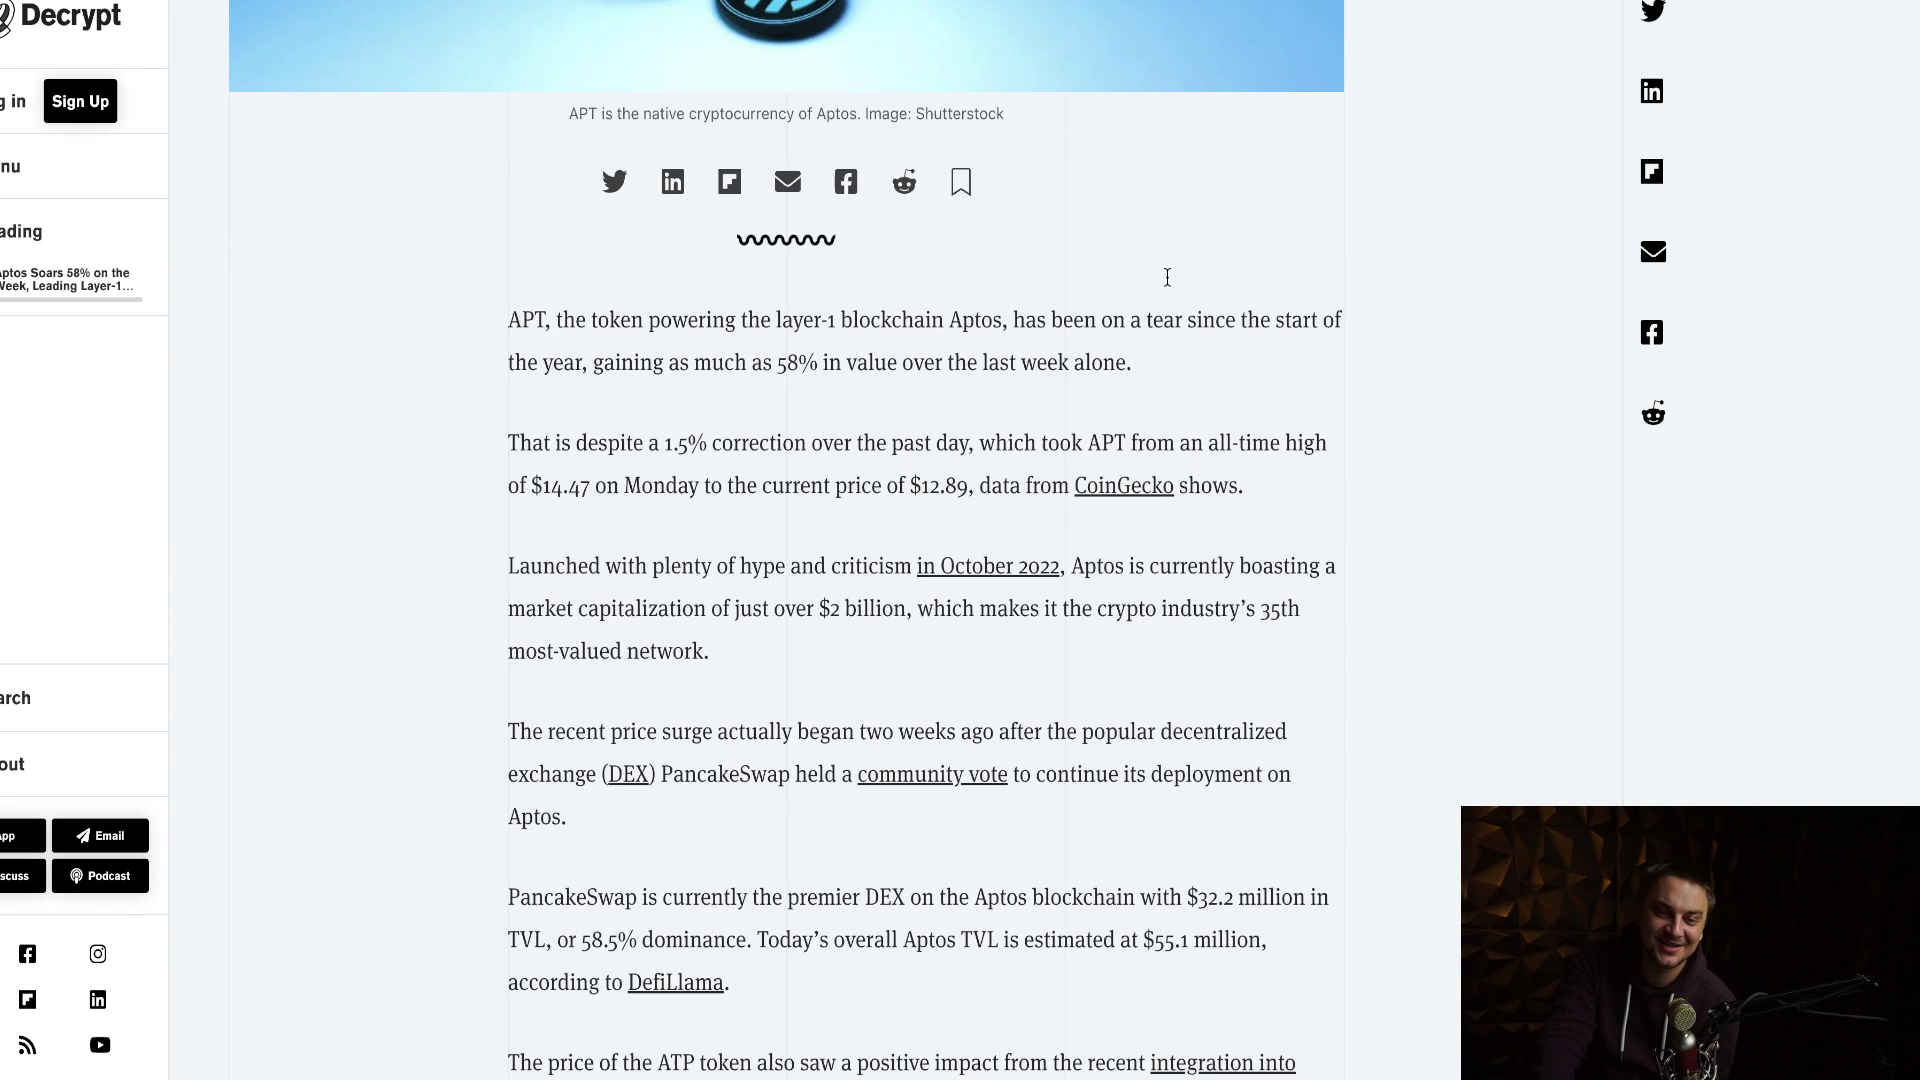 Decrypt
g in
Sign Up
nu
ading
Aptos Soars 58% on the
Week, Leading Layer-1...
arch
out
App
Email
scuss
Podcast
APT is the native cryptocurrency of Aptos. Image: Shutterstock
APT, the token powering the layer-1 blockchain Aptos, has been on a tear since the start of
the year, gaining as much as 58% in value over the last week alone.
That is despite a 1.5% correction over the past day, which took APT from an all-time high
of $14.47 on Monday to the current price of $12.89, data from CoinGecko shows.
Launched with plenty of hype and criticism in October 2022, Aptos is currently boasting a
market capitalization of just over $2 billion, which makes it the crypto industry’s 35th
most-valued network.
The recent price surge actually began two weeks ago after the popular decentralized
exchange (DEX) PancakeSwap held a community vote to continue its deployment on
Aptos.
PancakeSwap is currently the premier DEX on the Aptos blockchain with $32.2 million in
TVL, or 58.5% dominance. Today’s overall Aptos TVL is estimated at $55.1 million,
according to DefiLlama.
The price of the ATP token also saw a positive impact from the recent integration into